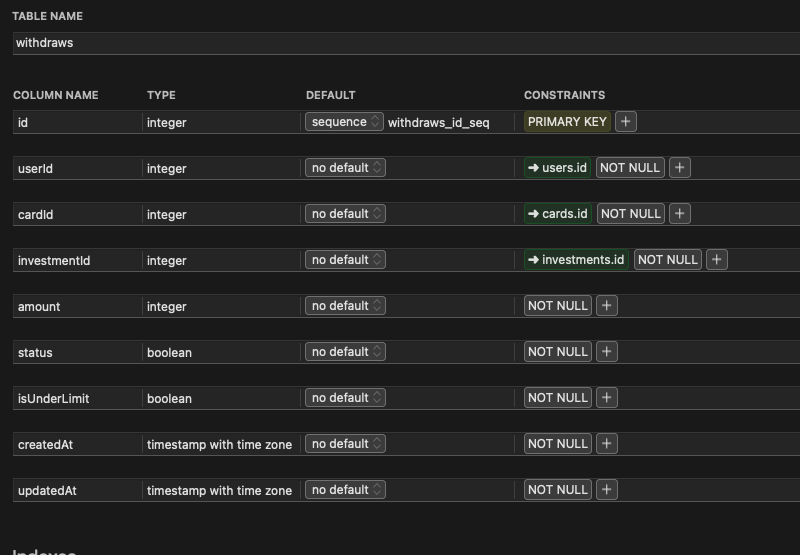 TABLE NAME
withdraws
COLUMN NAME TYPE DEFAULT CONSTRAINTS
id integer sequence withdraws_id_seq PRIMARY KEY +
userId integer no default → users.id NOT NULL +
cardId integer no default → cards.id NOT NULL +
investmentId integer no default → investments.id NOT NULL +
amount integer no default NOT NULL +
status boolean no default NOT NULL +
isUnderLimit boolean no default NOT NULL +
createdAt timestamp with time zone no default NOT NULL +
updatedAt timestamp with time zone no default NOT NULL +
Indexes